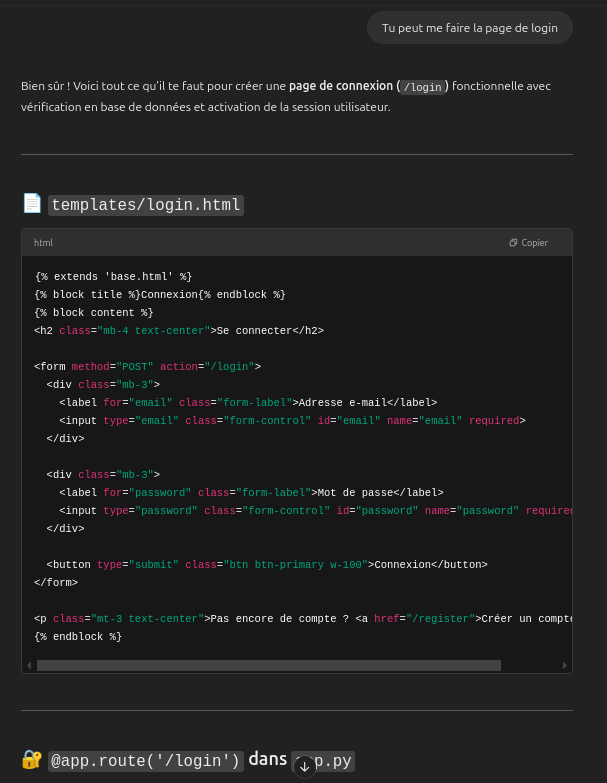 Tu peut me faire la page de login
Bien sûr ! Voici tout ce qu'il te faut pour créer une page de connexion (/login) fonctionnelle avec
vérification en base de données et activation de la session utilisateur.
templates/login.html
html
Copier
{% extends 'base.html' %}
{% block title %}Connexion{% endblock %}
{% block content %}
<h2 class="mb-4 text-center">Se connecter</h2>
<form method="POST" action="/login">
<div class="mb-3">
<label for="email" class="form-label">Adresse e-mail</label>
<input type="email" class="form-control" id="email" name="email" required>
</div>
<div class="mb-3">
<label for="password" class="form-label">Mot de passe</label>
<input type="password" class="form-control" id="password" name="password" required
</div>
<button type="submit" class="btn btn-primary w-100">Connexion</button>
</form>
<p class="mt-3 text-center">Pas encore de compte ? <a href="/register">Créer un compte
{% endblock %}
@app.route('/login') dans